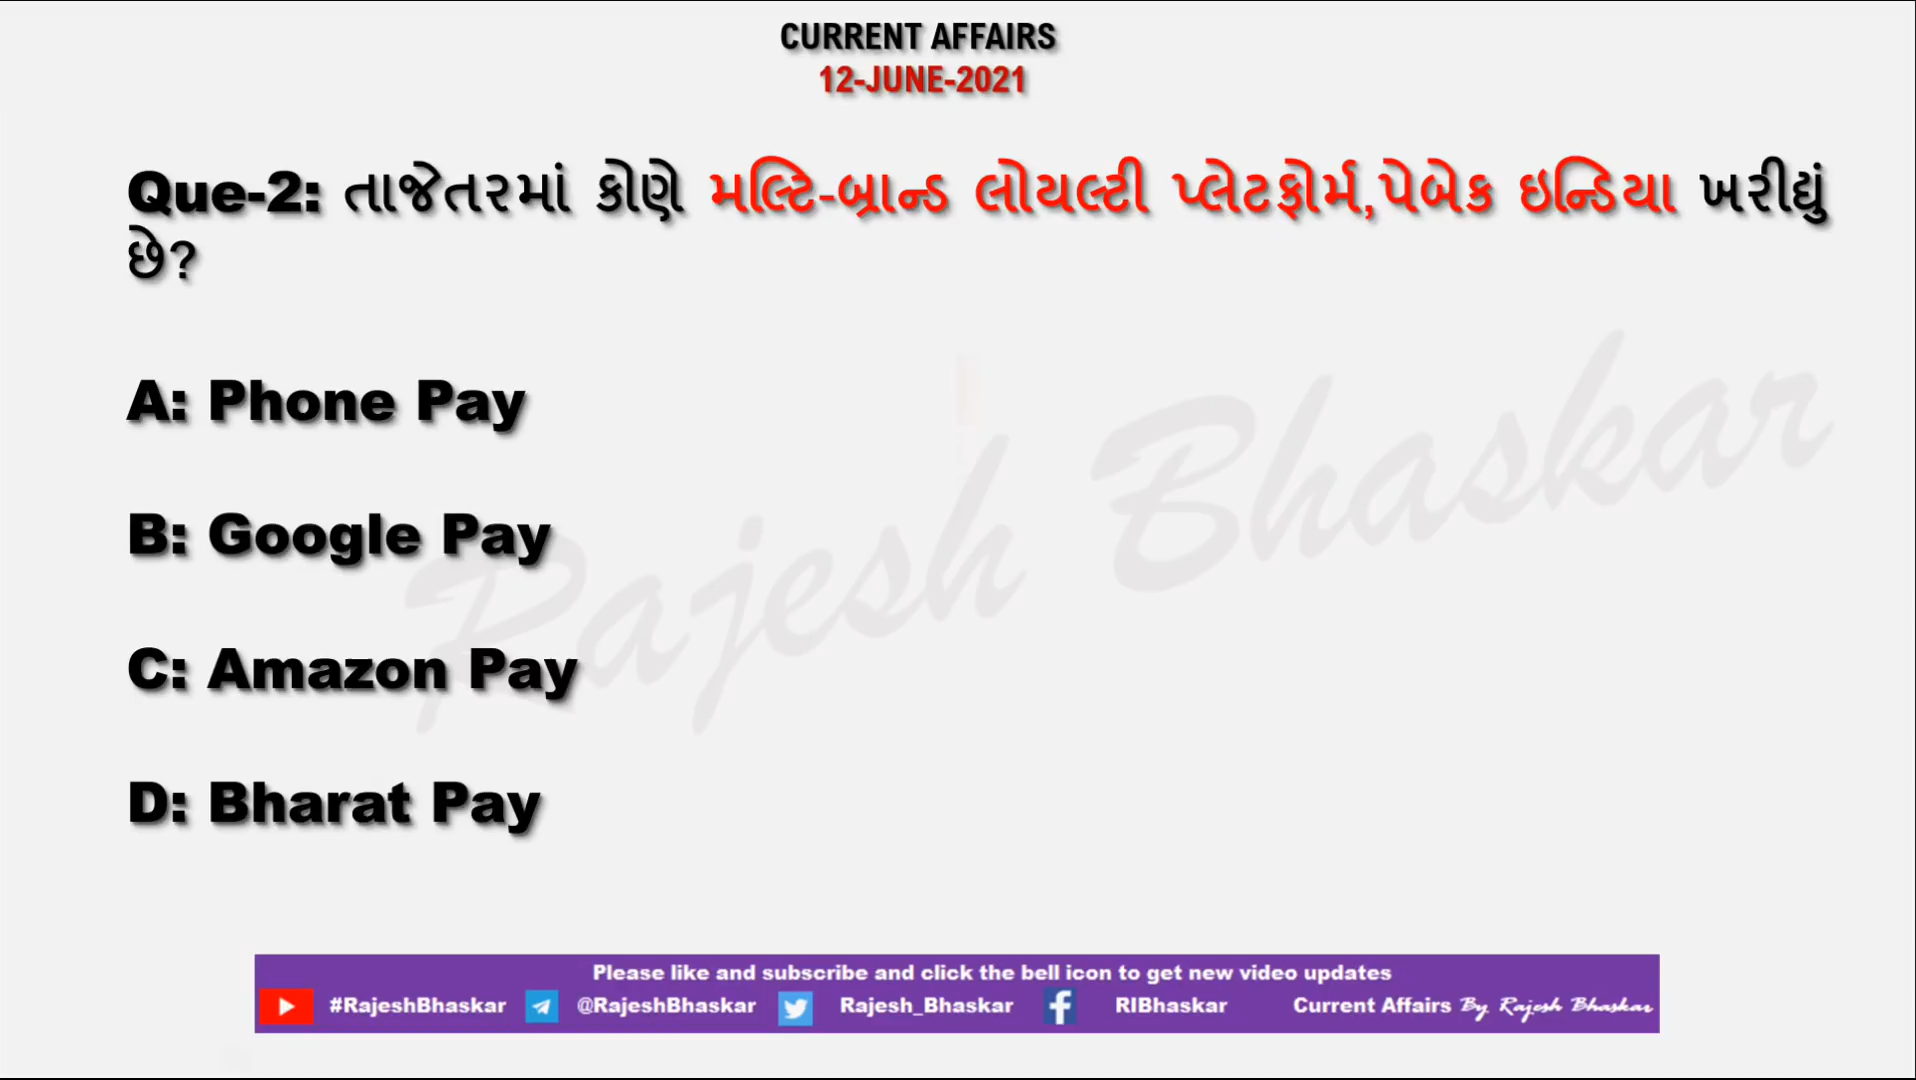 CURRENT AFFAIRS
12-JUNE-2021
Que-2: તાજેતરમાં કોણે મલ્ટિ-બ્રાન્ડ લોયલ્ટી પ્લેટફોર્મ,પેબેક ઇન્ડિયા ખરીદ્યું
છે?
A: Phone Pay
B: Google Pay
C: Amazon Pay
D: Bharat Pay
Rajesh Bhaskar
Please like and subscribe and click the bell icon to get new video updates
#RajeshBhaskar @RajeshBhaskar Rajesh_Bhaskar RIBhaskar Current Affairs By Rajesh Bhaskar